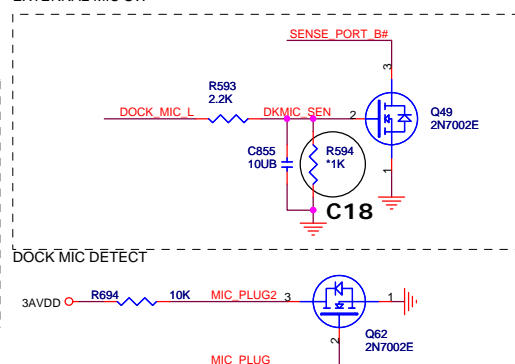 SENSE_PORT_B#
3
R593
2.2K
DOCK_MIC_L
DKMIC_SEN
2
Q49
2N7002E
C855
10UB
R594
*1K
1
C18
DOCK MIC DETECT
3AVDD
R694
10K
MIC_PLUG2
3
1
Q62
2N7002E
2
MIC_PLUG